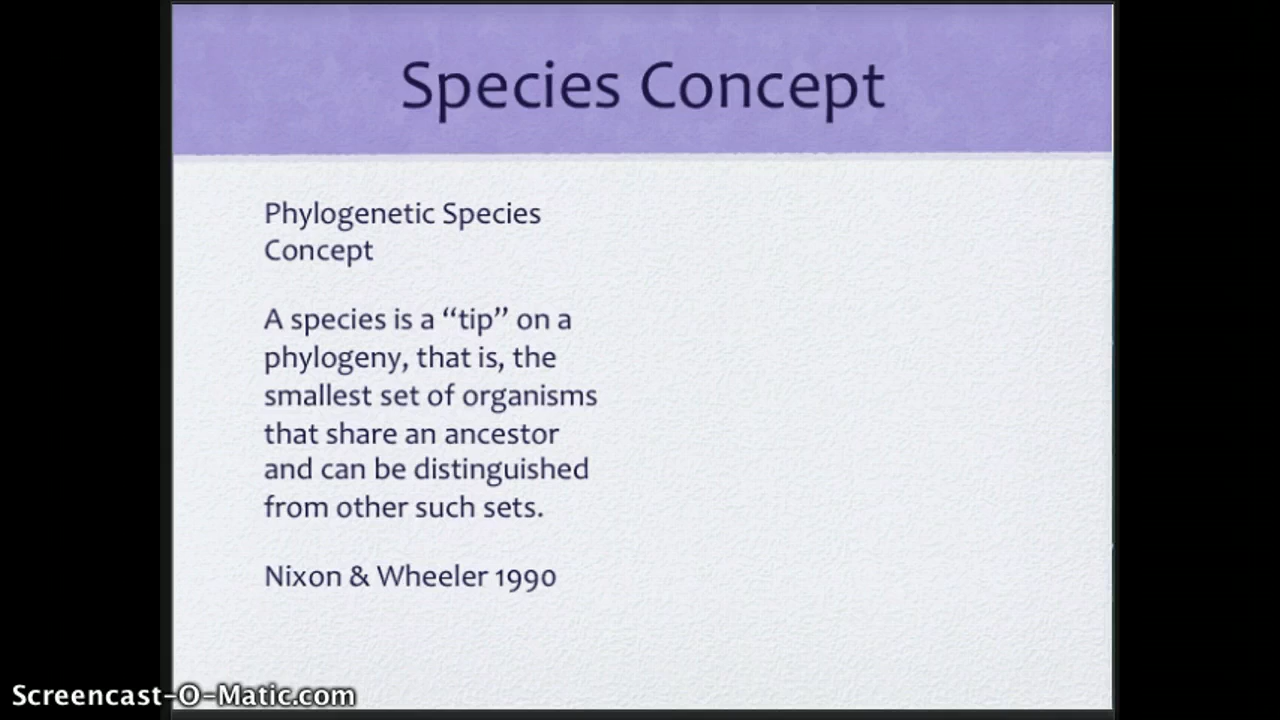 Species Concept
Phylogenetic Species
Concept
A species is a “tip” on a
phylogeny, that is, the
smallest set of organisms
that share an ancestor
and can be distinguished
from other such sets.
Nixon & Wheeler 1990
Screencast-O-Matic.com